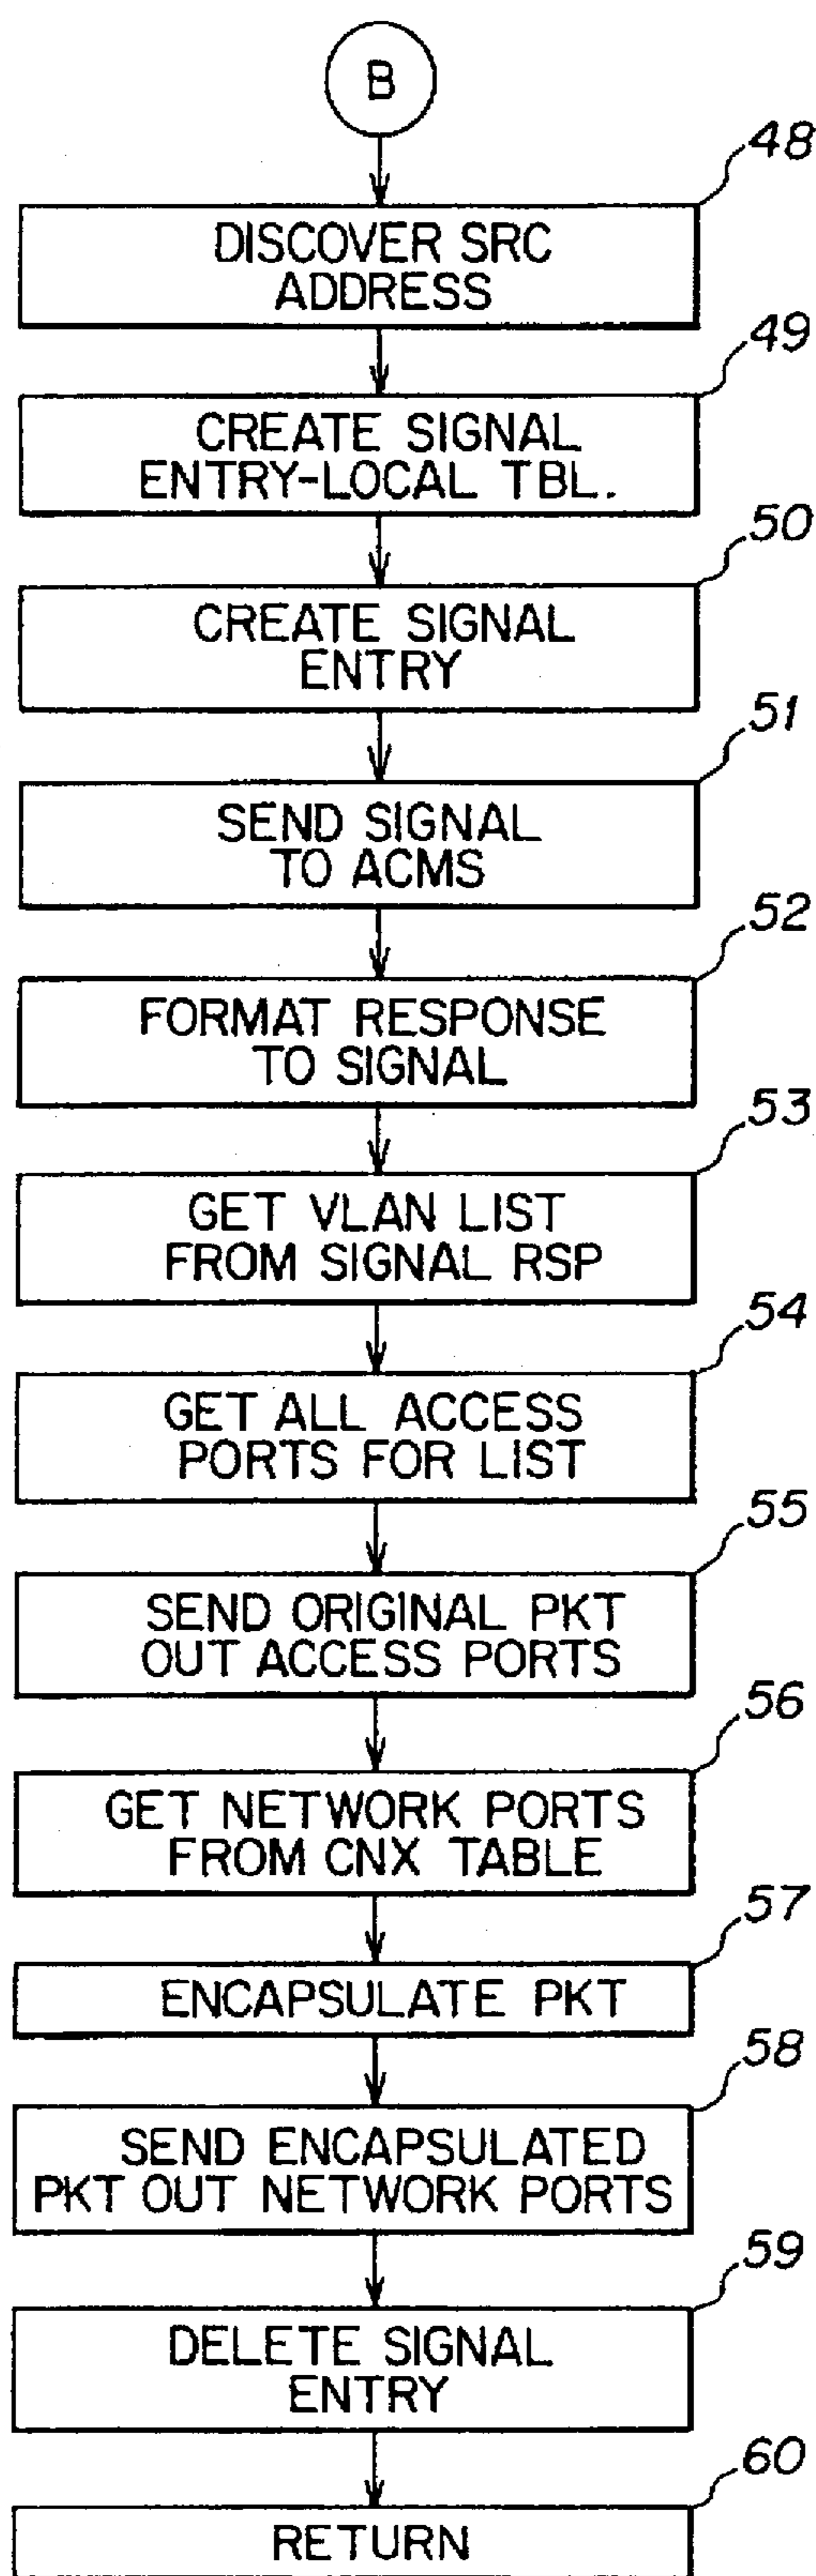 B
48
DISCOVER SRC
ADDRESS
49
CREATE SIGNAL
ENTRY-LOCAL TBL.
50
CREATE SIGNAL
ENTRY
51
SEND SIGNAL
TO ACMS
52
FORMAT RESPONSE
TO SIGNAL
53
GET VLAN LIST
FROM SIGNAL RSP
54
GET ALL ACCESS
PORTS FOR LIST
55
SEND ORIGINAL PKT
OUT ACCESS PORTS
56
GET NETWORK PORTS
FROM CNX TABLE
57
ENCAPSULATE PKT
58
SEND ENCAPSULATED
PKT OUT NETWORK PORTS
59
DELETE SIGNAL
ENTRY
60
RETURN